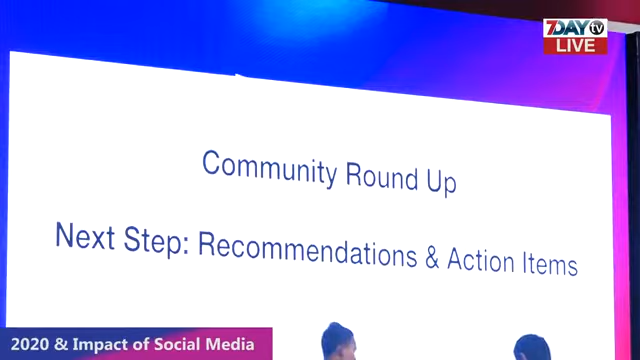 7DAY tv
LIVE
Community Round Up
Next Step: Recommendations & Action Items
2020 & Impact of Social Media